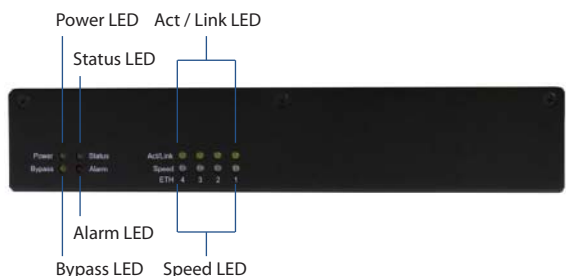 Power LED Act / Link LED
Status LED
Power Status Act/Link
Bypass Alarm Speed
ETH 4 3 2 1
Alarm LED
Bypass LED Speed LED